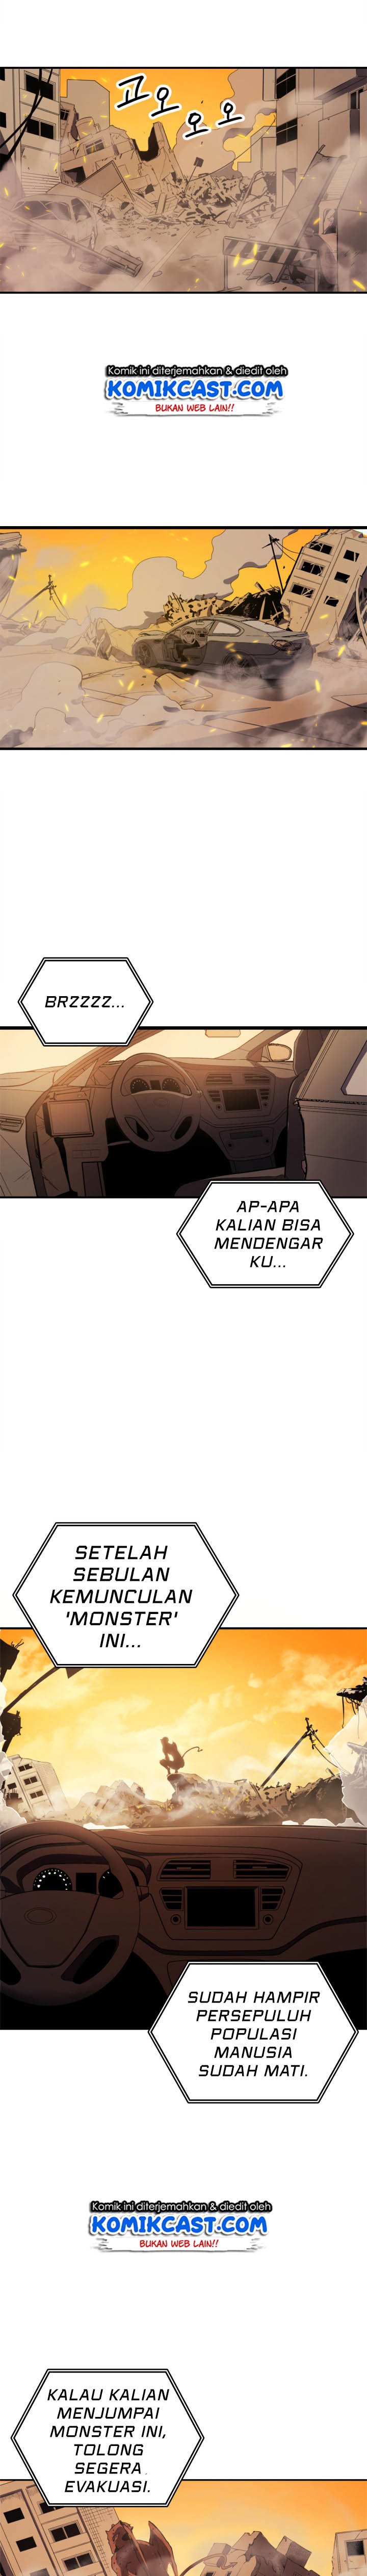 고오오오
Komik ini diterjemahkan & diedit oleh
KOMIKCAST.COM
BUKAN WEB LAIN!!
BRZZZZ...
AP-APA
KALIAN BISA
MENDENGAR
KU...
SETELAH
SEBULAN
KEMUNCULAN
'MONSTER'
INI...
SUDAH HAMPIR
PERSEPULUH
POPULASI
MANUSIA
SUDAH MATI.
Komik ini diterjemahkan & diedit oleh
KOMIKCAST.COM
BUKAN WEB LAIN!!
KALAU KALIAN
MENJUMPAI
MONSTER INI,
TOLONG
SEGERA
EVAKUASI.